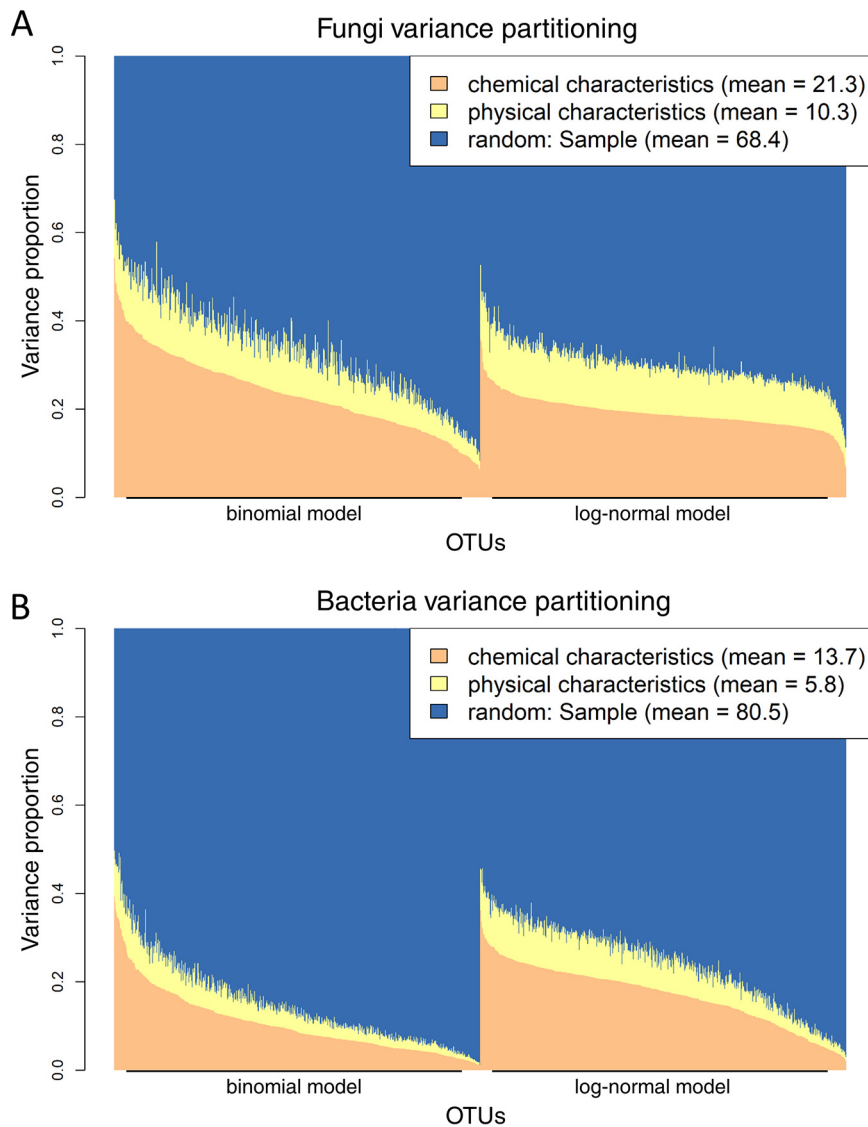 A
Fungi variance partitioning
chemical characteristics (mean = 21.3)
physical characteristics (mean = 10.3)
random: Sample (mean = 68.4)
Variance proportion
1.0
0.8
0.6
0.4
0.2
0.0
binomial model
log-normal model
OTUs
B
Bacteria variance partitioning
chemical characteristics (mean = 13.7)
physical characteristics (mean = 5.8)
random: Sample (mean = 80.5)
Variance proportion
1.0
0.8
0.6
0.4
0.2
0.0
binomial model
log-normal model
OTUs